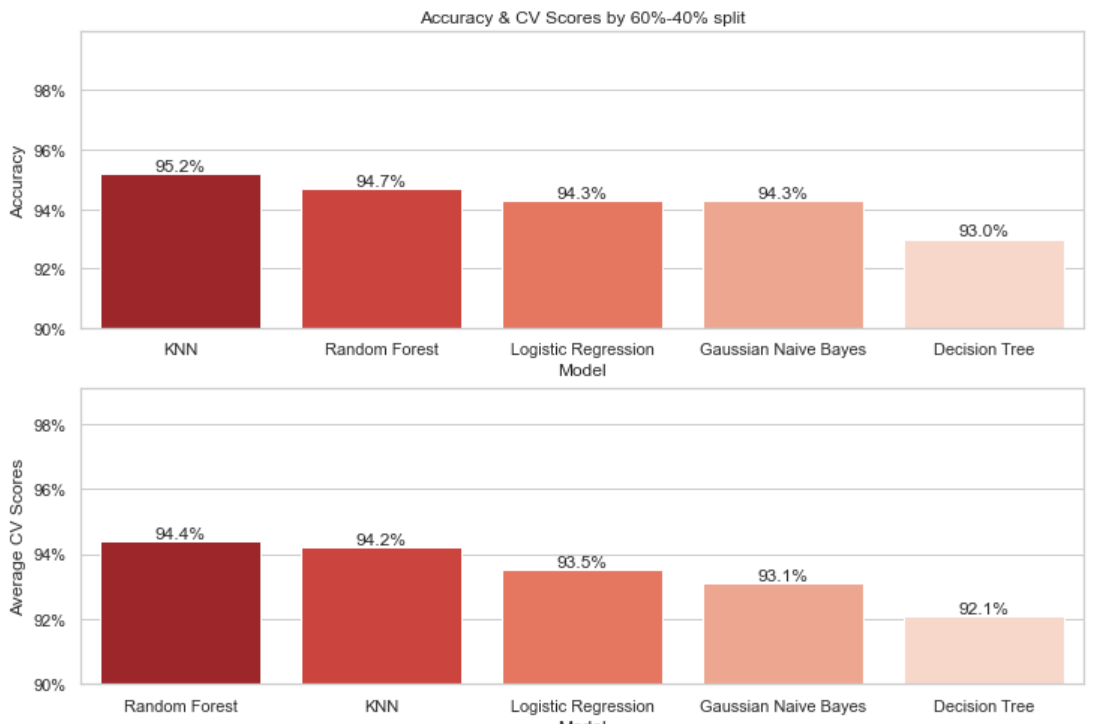 Accuracy & CV Scores by 60%-40% split
Accuracy
98%
96%
94%
92%
90%
95.2%
94.7%
94.3%
94.3%
93.0%
KNN
Random Forest
Logistic Regression
Gaussian Naive Bayes
Decision Tree
Model
Average CV Scores
98%
96%
94%
92%
90%
94.4%
94.2%
93.5%
93.1%
92.1%
Random Forest
KNN
Logistic Regression
Gaussian Naive Bayes
Decision Tree
Model